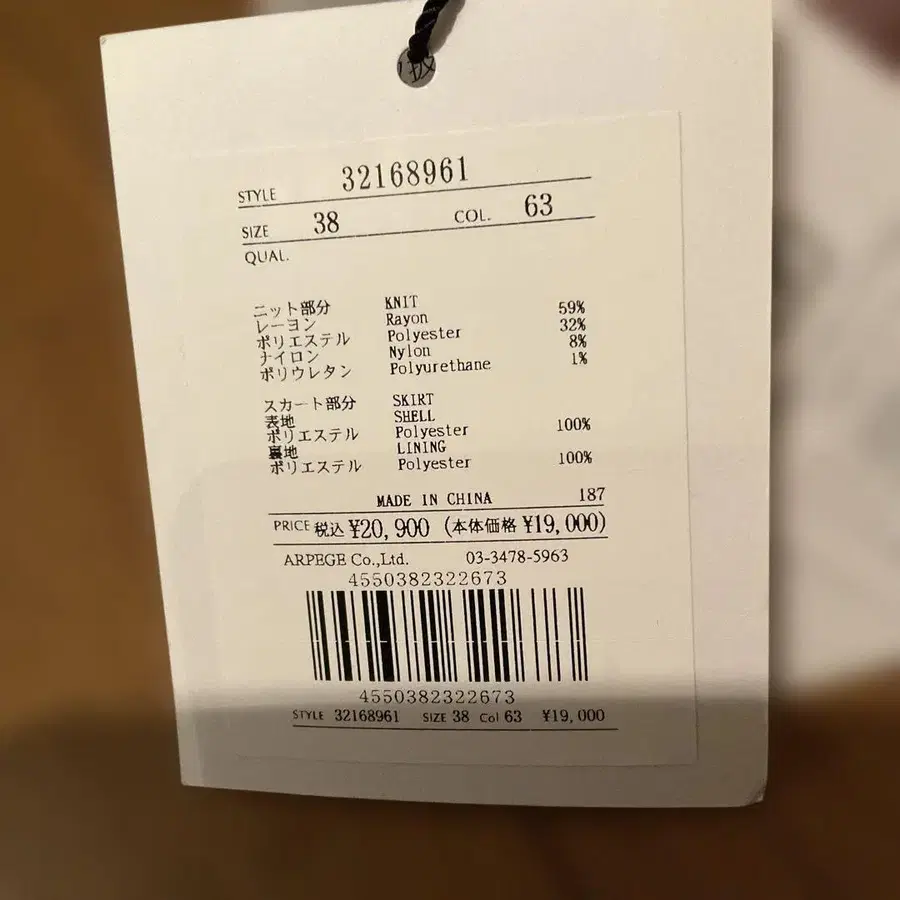 扱
STYLE 32168961
SIZE 38 COL. 63
QUAL.
ニット部分 KNIT
レーヨン Rayon 59%
ポリエステル Polyester 32%
ナイロン Nylon 8%
ポリウレタン Polyurethane 1%
スカート部分 SKIRT
表地 SHELL
ポリエステル Polyester 100%
裏地 LINING
ポリエステル Polyester 100%
MADE IN CHINA 187
PRICE 税込 ¥20,900 (本体価格 ¥19,000)
ARPEGE Co.,Ltd. 03-3478-5963
4550382322673
4550382322673
STYLE 32168961 SIZE 38 Col 63 ¥19,000